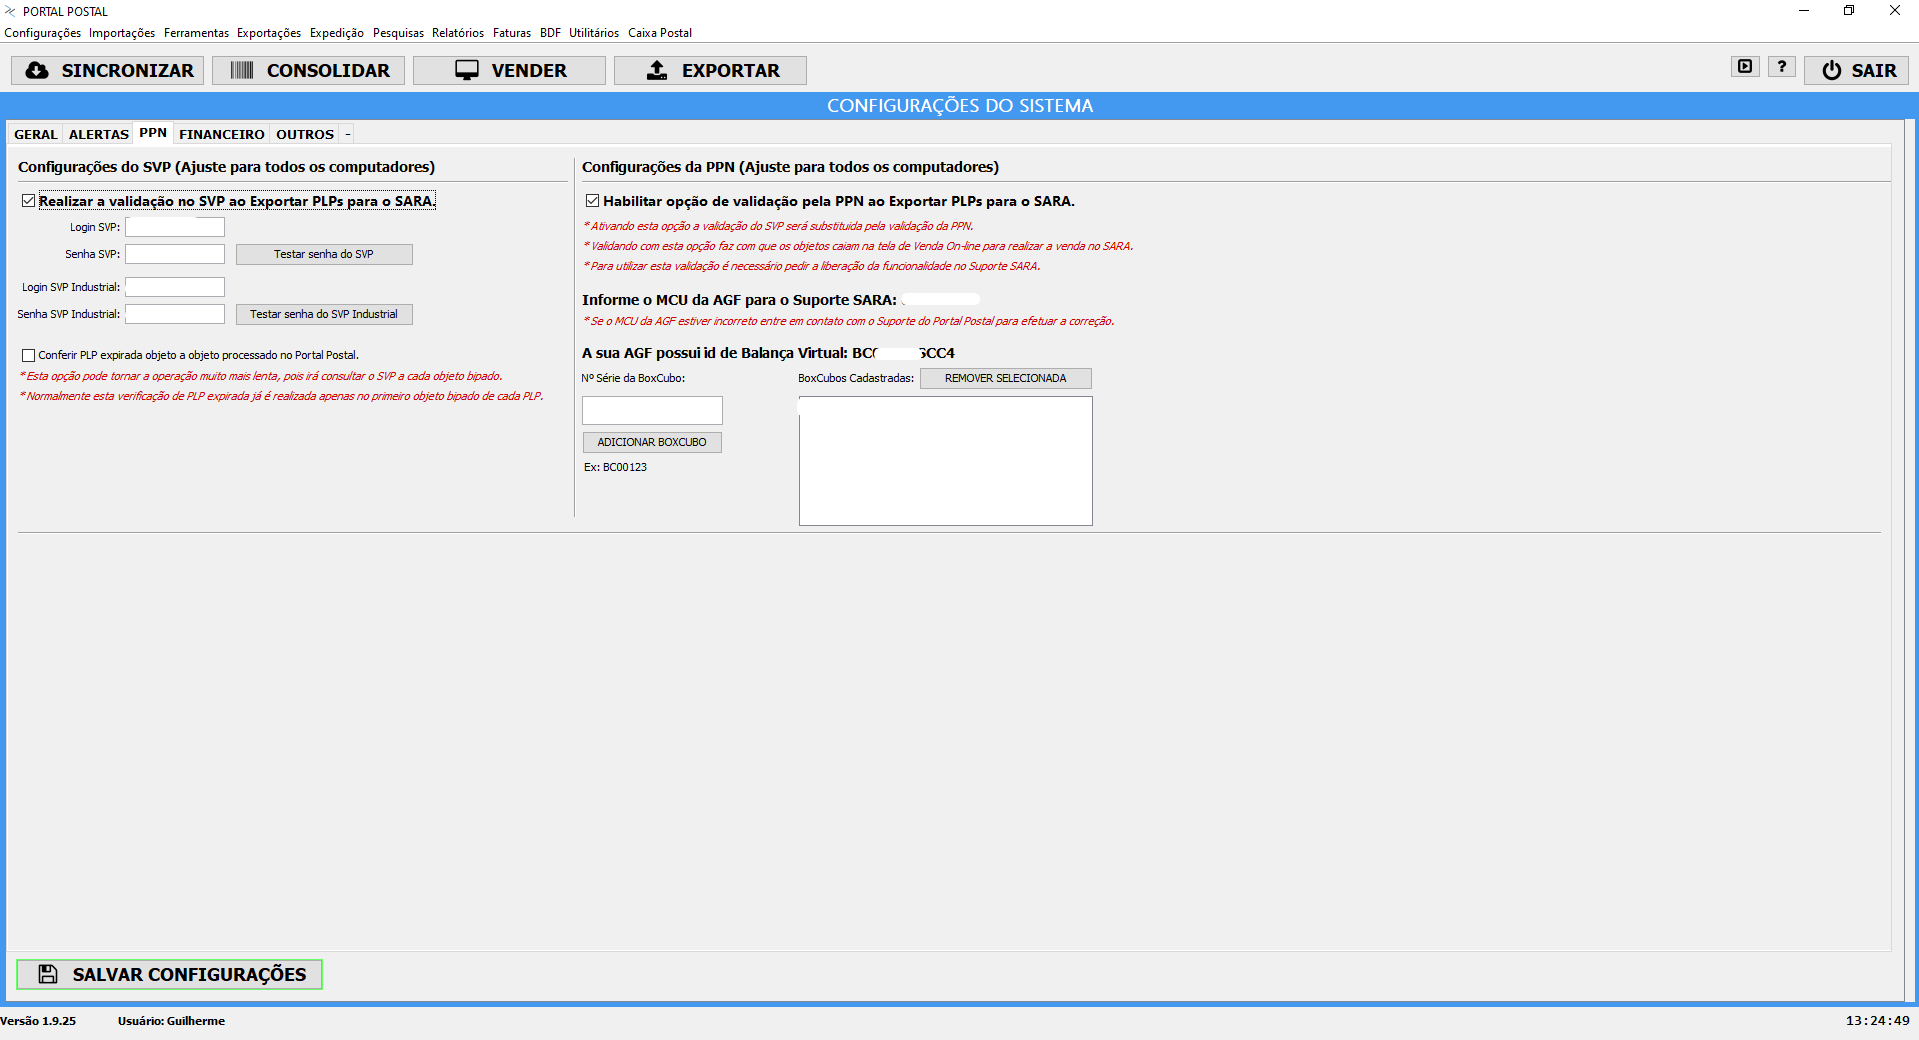 PORTAL POSTAL
Configurações Importações Ferramentas Exportações Expedição Pesquisas Relatórios Faturas BDF Utilitários Caixa Postal
SINCRONIZAR CONSOLIDAR VENDER EXPORTAR ? SAIR
CONFIGURAÇÕES DO SISTEMA
GERAL ALERTAS PPN FINANCEIRO OUTROS -
Configurações do SVP (Ajuste para todos os computadores)
Realizar a validação no SVP ao Exportar PLPs para o SARA.
Login SVP:
Senha SVP: Testar senha do SVP
Login SVP Industrial:
Senha SVP Industrial: Testar senha do SVP Industrial
Conferir PLP expirada objeto a objeto processado no Portal Postal.
*Esta opção pode tornar a operação muito mais lenta, pois irá consultar o SVP a cada objeto bipado.
*Normalmente esta verificação de PLP expirada já é realizada apenas no primeiro objeto bipado de cada PLP.
Configurações da PPN (Ajuste para todos os computadores)
Habilitar opção de validação pela PPN ao Exportar PLPs para o SARA.
* Ativando esta opção a validação do SVP será substituida pela validação da PPN.
* Validando com esta opção faz com que os objetos caiam na tela de Venda On-line para realizar a venda no SARA.
* Para utilizar esta validação é necessário pedir a liberação da funcionalidade no Suporte SARA.
Informe o MCU da AGF para o Suporte SARA:
* Se o MCU da AGF estiver incorreto entre em contato com o Suporte do Portal Postal para efetuar a correção.
A sua AGF possui id de Balança Virtual: BC CC4
Nº Série da BoxCubo: BoxCubos Cadastradas: REMOVER SELECIONADA
ADICIONAR BOXCUBO
Ex: BC00123
SALVAR CONFIGURAÇÕES
Versão 1.9.25 Usuário: Guilherme 13:24:49